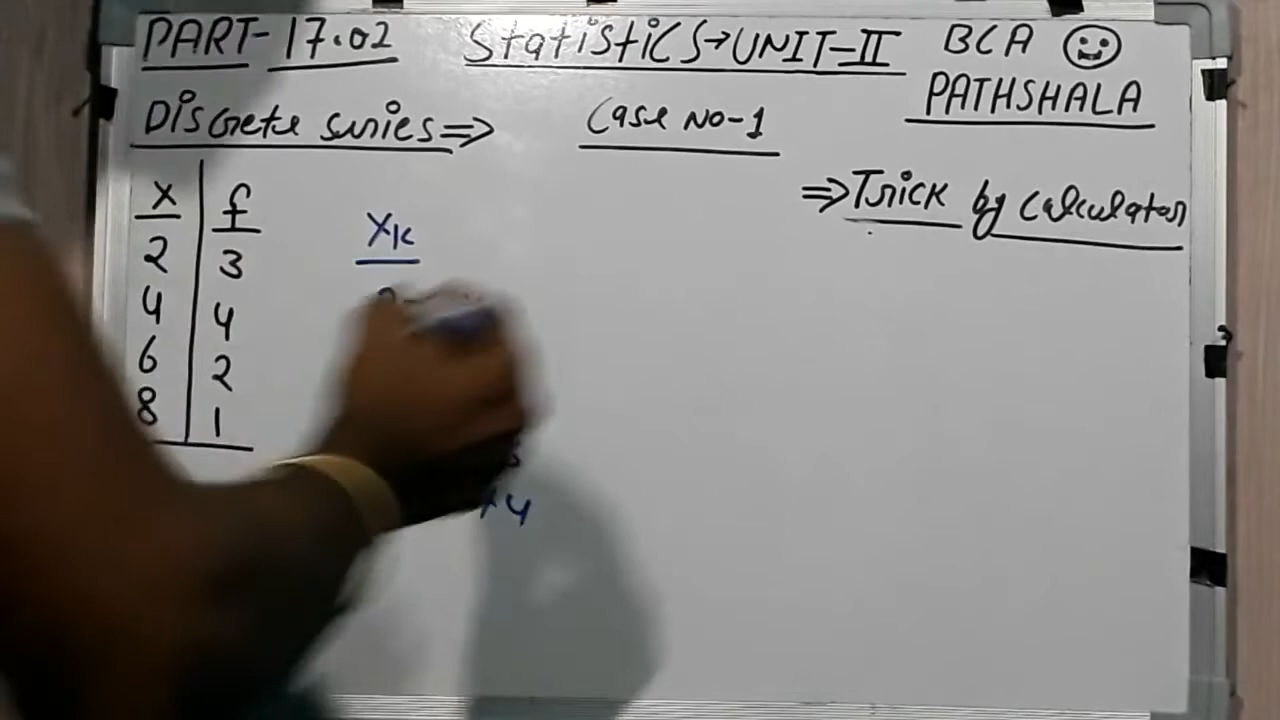 PART-17.02 Statistics→UNIT-II BCA
PATHSHALA
Discrete series⇒ Case No-1
⇒Trick by Calculator
X f
2 3
4 4
6 2
8 1
XK
+4